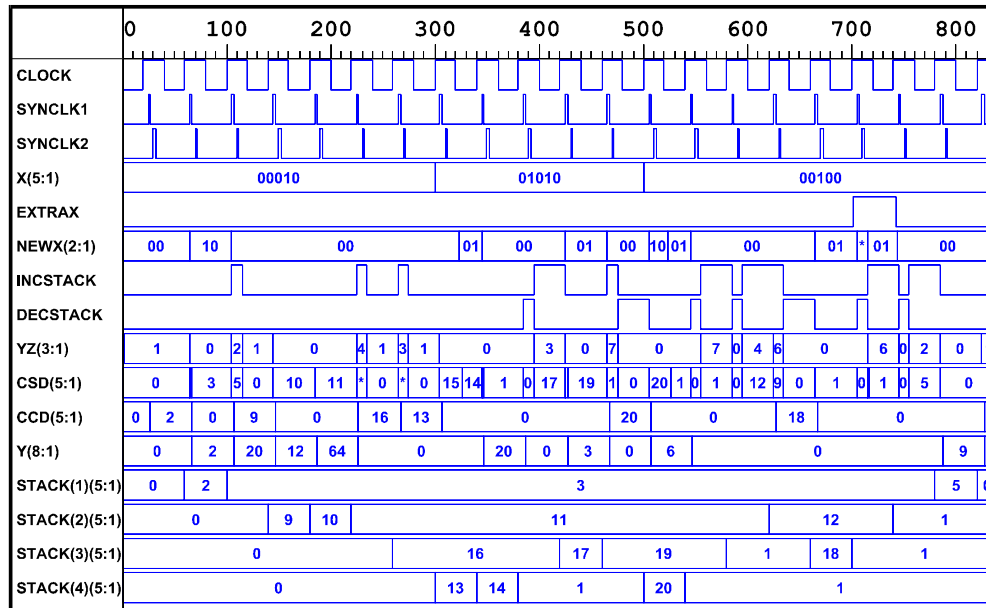 0 100 200 300 400 500 600 700 800
CLOCK
SYNCLK1
SYNCLK2
X(5:1) 00010 01010 00100
EXTRAX
NEWX(2:1) 00 10 00 01 00 01 00 10 01 00 01 * 01 00
INCSTACK
DECSTACK
YZ(3:1) 1 0 2 1 0 4 1 3 1 0 3 0 7 0 7 0 4 6 0 6 0 2 0
CSD(5:1) 0 3 5 0 10 11 * 0 * 0 15 14 1 0 17 19 1 0 20 1 0 1 0 12 9 0 1 0 1 0 5 0
CCD(5:1) 0 2 0 9 0 16 13 0 20 0 18 0
Y(8:1) 0 2 20 12 64 0 20 0 3 0 6 0 9
STACK(1)(5:1) 0 2 3 5
STACK(2)(5:1) 0 9 10 11 12 1
STACK(3)(5:1) 0 16 17 19 1 18 1
STACK(4)(5:1) 0 13 14 1 20 1